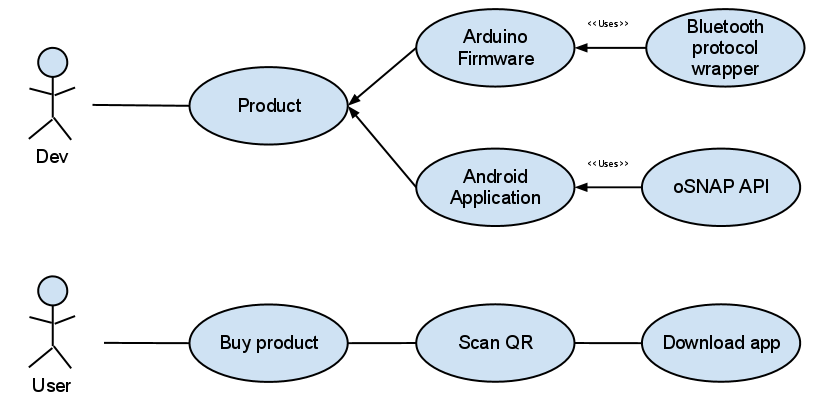 Arduino
Firmware
<<Uses>>
Bluetooth
protocol
wrapper
Product
Dev
Android
Application
<<Uses>>
oSNAP API
Buy product
Scan QR
Download app
User